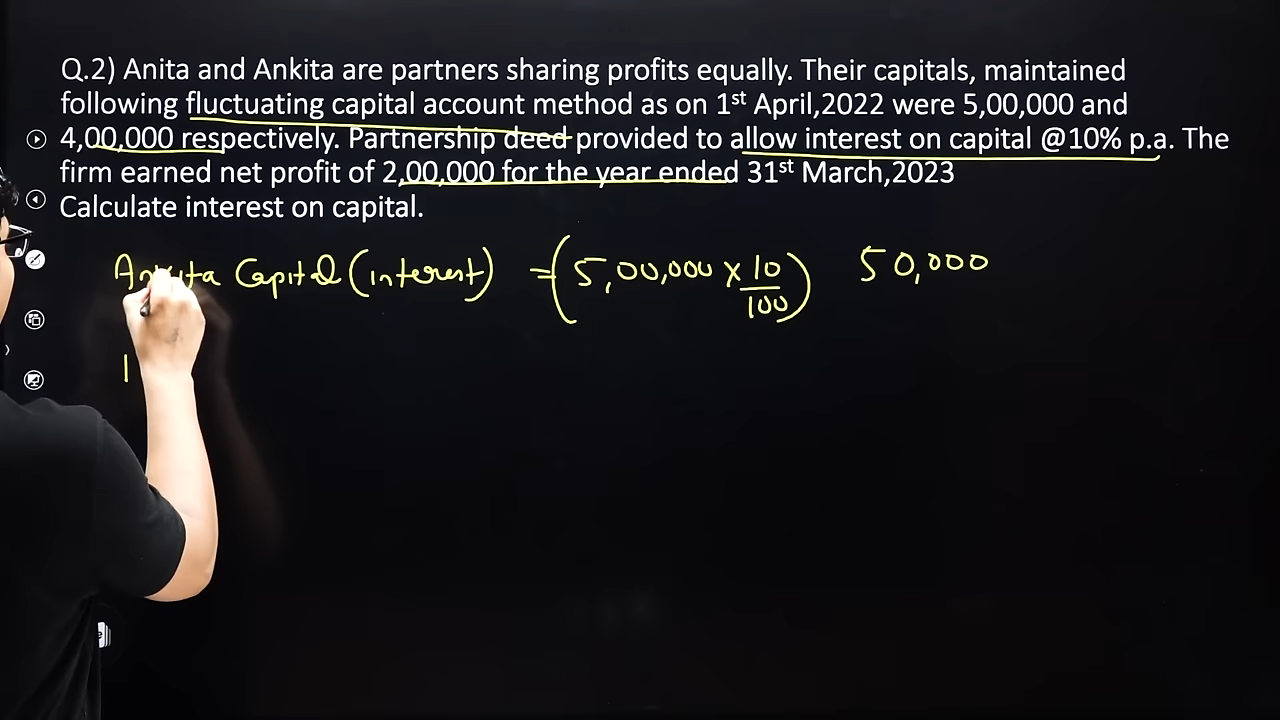 Q.2) Anita and Ankita are partners sharing profits equally. Their capitals, maintained
following fluctuating capital account method as on 1st April,2022 were 5,00,000 and
4,00,000 respectively. Partnership deed provided to allow interest on capital @10% p.a. The
firm earned net profit of 2,00,000 for the year ended 31st March,2023
Calculate interest on capital.
Capital (interest) = (5,00,000 x 10/100) 50,000